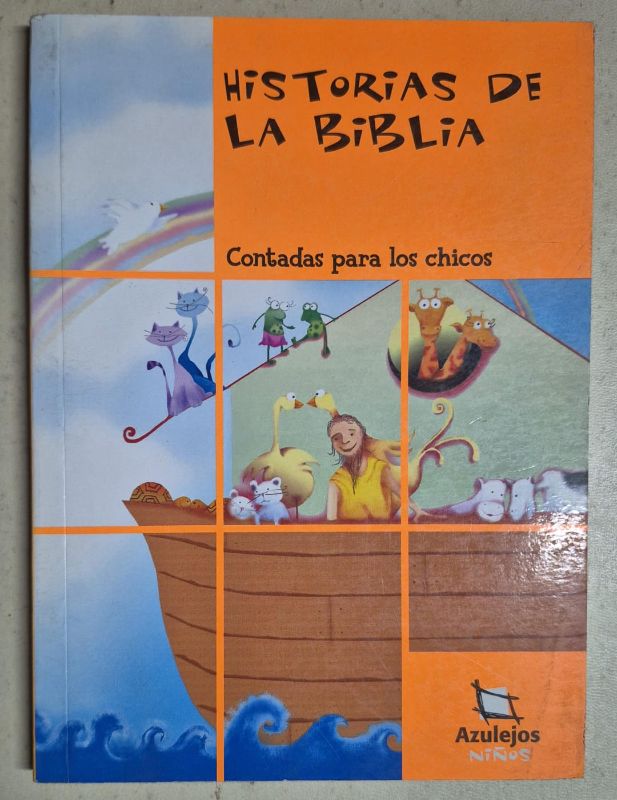 HiSTORiAS DE
LA BiBLiA
Contadas para los chicos
Azulejos
NiÑOS